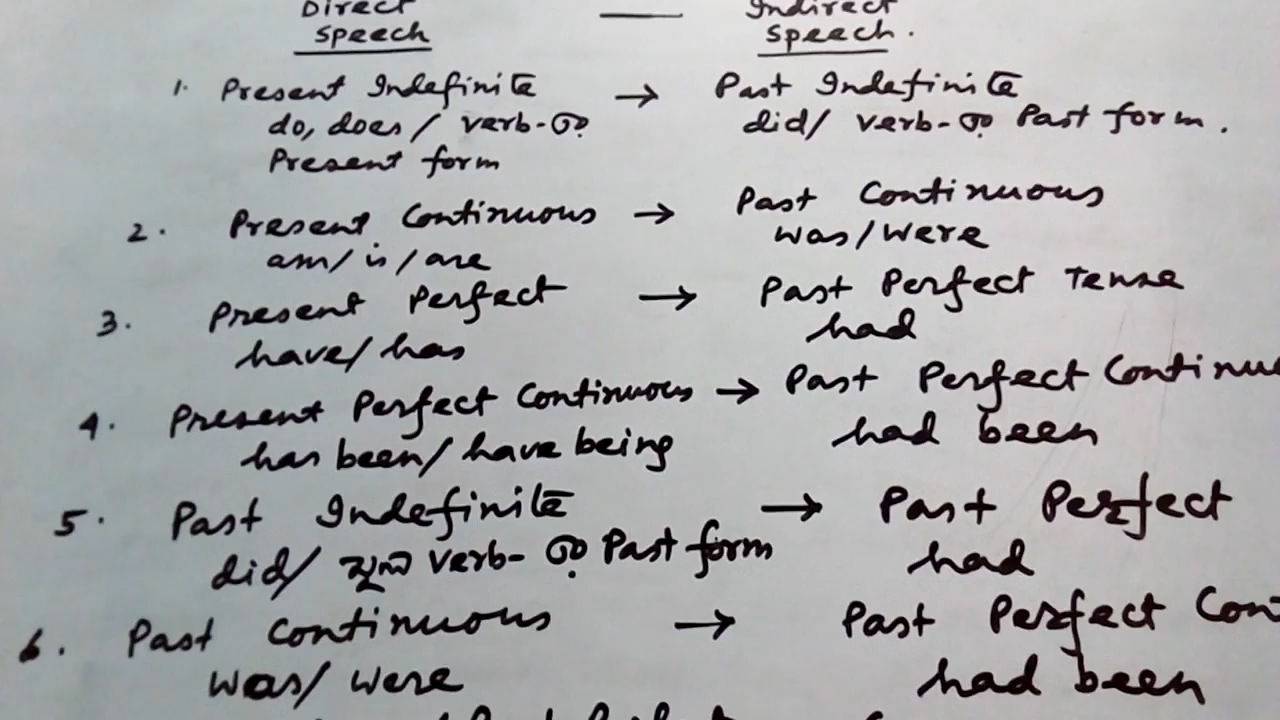 Direct — Indirect
Speech Speech.
1. Present Indefinite → Past Indefinite
do, does/ verb-এর did/ verb-এর Past form.
Present form
2. Present Continuous → Past Continuous
am/is/are was/were
3. Present Perfect → Past Perfect Tense
have/has had
4. Present Perfect Continuous → Past Perfect Continu
has been/have being had been
5. Past Indefinite → Past Perfect
did/ মূল verb-এর Past form had
6. Past Continuous → Past Perfect Con
was/were had been